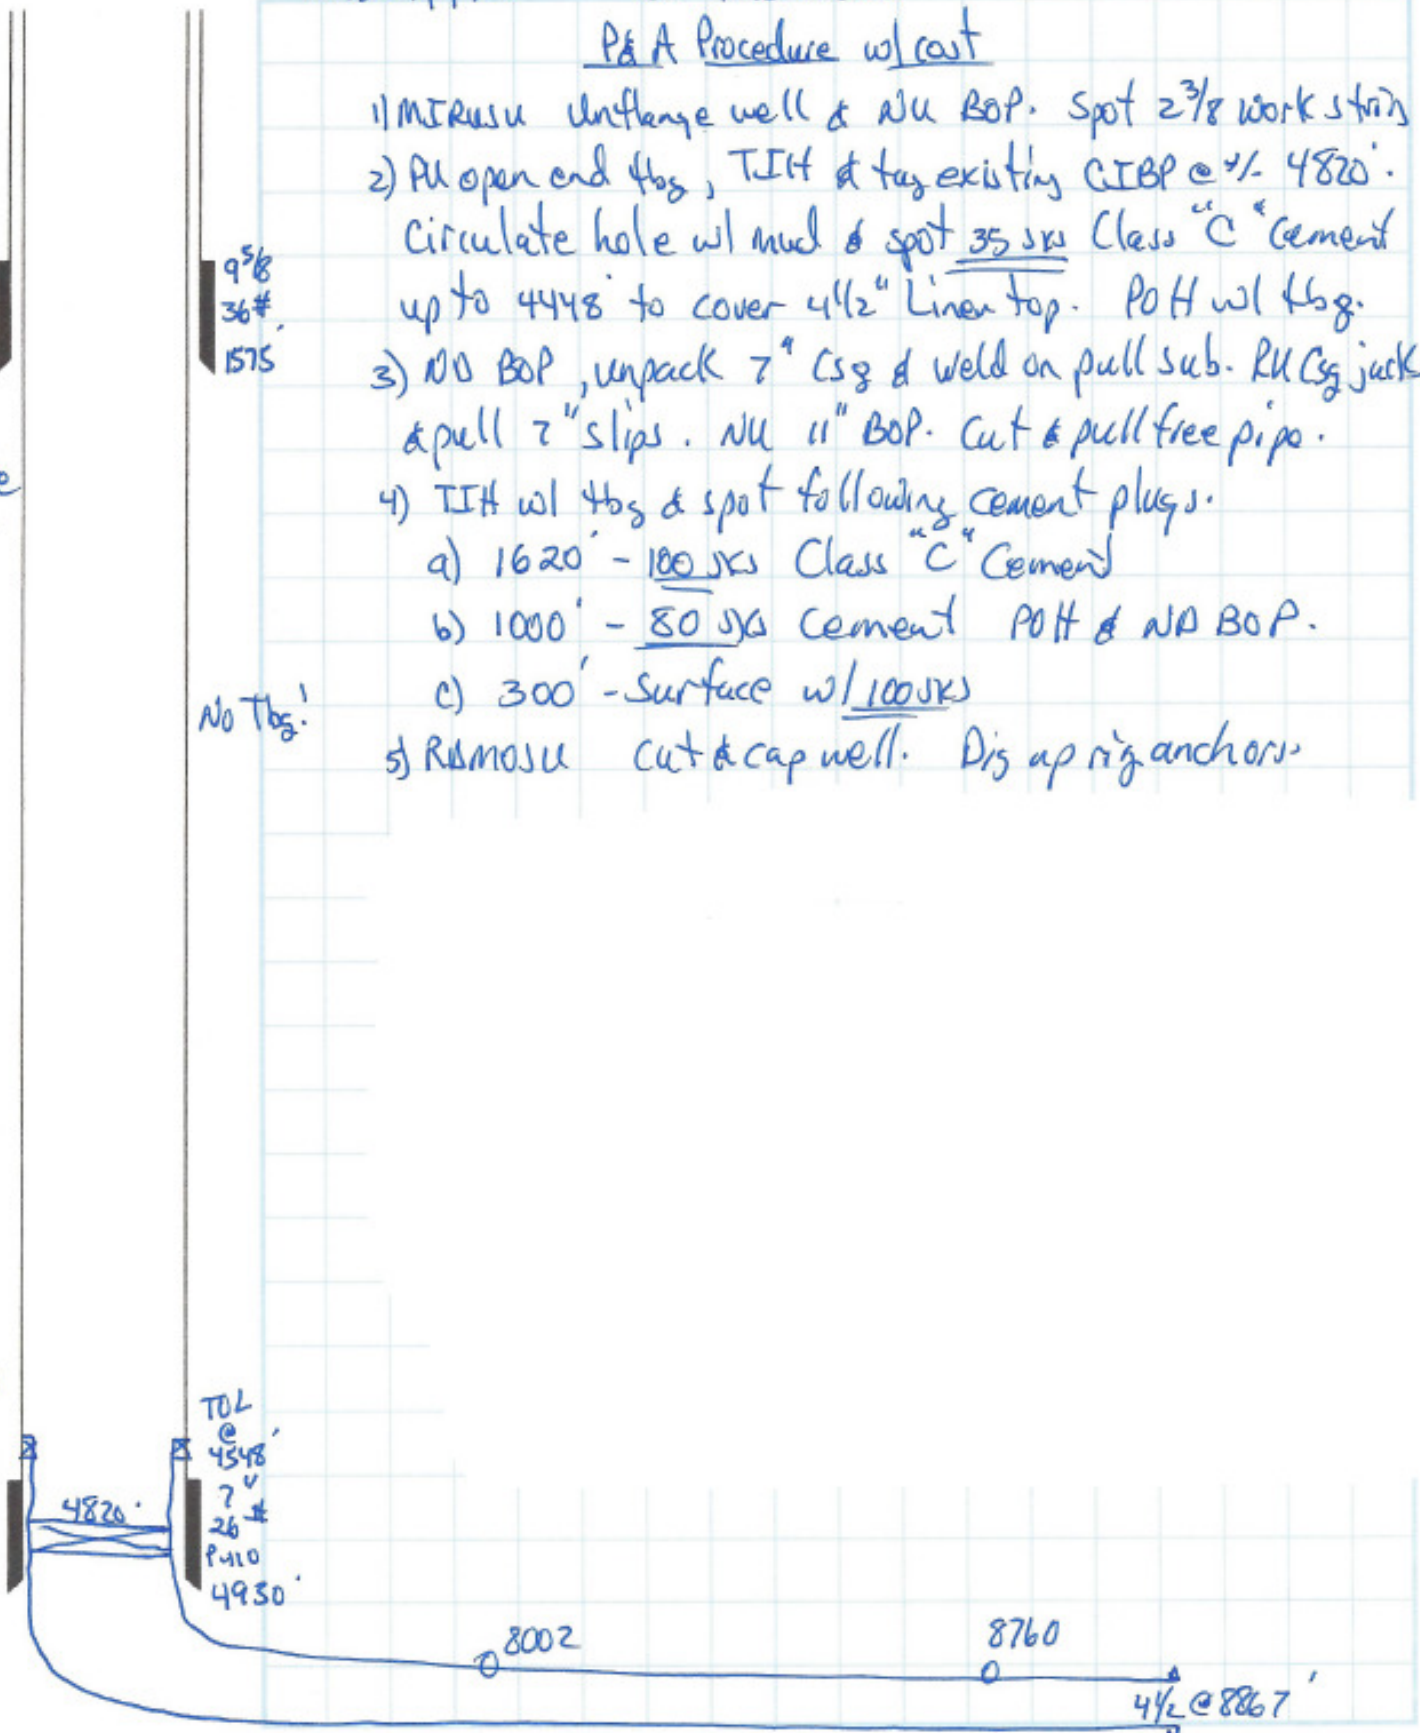 P&A Procedure w/ cost
1) MIRUSU Unflange well & NU BOP. Spot 2 3/8 work string
2) PU open end tbg, TIH & tag existing CIBP @ +/- 4820'.
Circulate hole w/ mud & spot 35 sks Class "C" Cement
up to 4448' to cover 4 1/2" Liner top. POH w/ tbg.
3) ND BOP, unpack 7" Csg & weld on pull sub. RU Csg jack
& pull 7" slips. NU 11" BOP. Cut & pull free pipe.
4) TIH w/ tbg & spot following cement plugs.
a) 1620' - 100 sks Class "C" Cement
b) 1000' - 80 sks Cement POH & ND BOP.
c) 300' - Surface w/ 100 sks
5) RDMOSU Cut & cap well. Dig up rig anchors.
9 5/8
36#
1575'
No Tbg!
TOL
@
4548'
7"
26#
P-110
4930'
4820'
8002
8760
4 1/2 @ 8867'